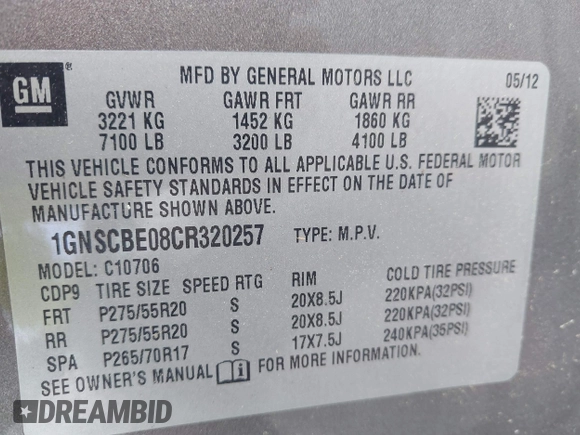 GM ®
MFD BY GENERAL MOTORS LLC 05/12
GVWR GAWR FRT GAWR RR
3221 KG 1452 KG 1860 KG
7100 LB 3200 LB 4100 LB
THIS VEHICLE CONFORMS TO ALL APPLICABLE U.S. FEDERAL MOTOR
VEHICLE SAFETY STANDARDS IN EFFECT ON THE DATE OF
MANUFACTURE SHOWN ABOVE.
1GNSCBE08CR320257 TYPE: M.P.V.
MODEL: C10706
CDP9 TIRE SIZE SPEED RTG RIM COLD TIRE PRESSURE
FRT P275/55R20 S 20X8.5J 220KPA(32PSI)
RR P275/55R20 S 20X8.5J 220KPA(32PSI)
SPA P265/70R17 S 17X7.5J 240KPA(35PSI)
SEE OWNER'S MANUAL i FOR MORE INFORMATION.
DREAMBID